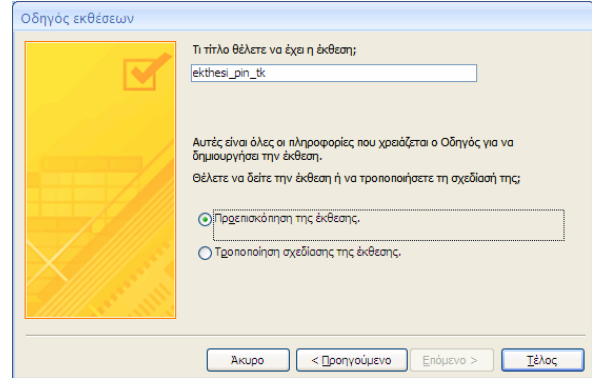 Οδηγός εκθέσεων
Τι τίτλο θέλετε να έχει η έκθεση;
ekthesi_pin_tk
Αυτές είναι όλες οι πληροφορίες που χρειάζεται ο Οδηγός για να
δημιουργήσει την έκθεση.
Θέλετε να δείτε την έκθεση ή να τροποποιήσετε τη σχεδίασή της;
Προεπισκόπηση της έκθεσης.
Τροποποίηση σχεδίασης της έκθεσης.
Άκυρο
< Προηγούμενο
Επόμενο >
Τέλος